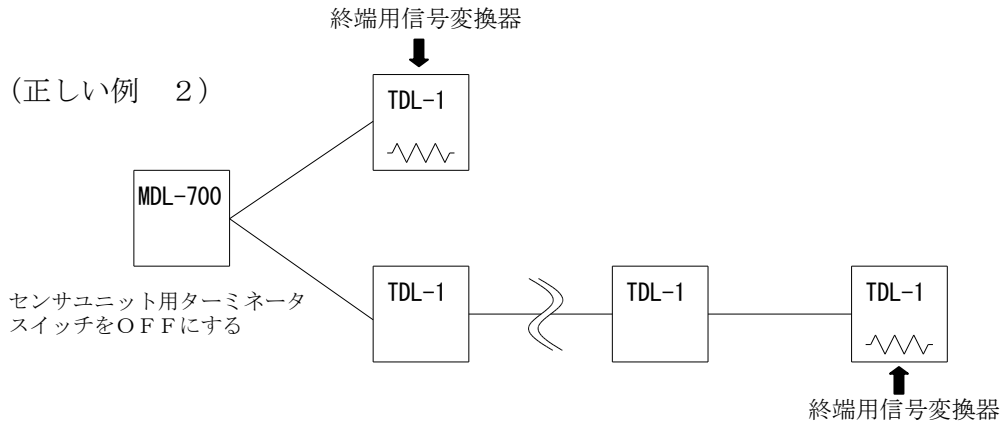 終端用信号変換器
（正しい例　２）
TDL-1
MDL-700
センサユニット用ターミネータ
スイッチをＯＦＦにする
TDL-1
TDL-1
TDL-1
終端用信号変換器